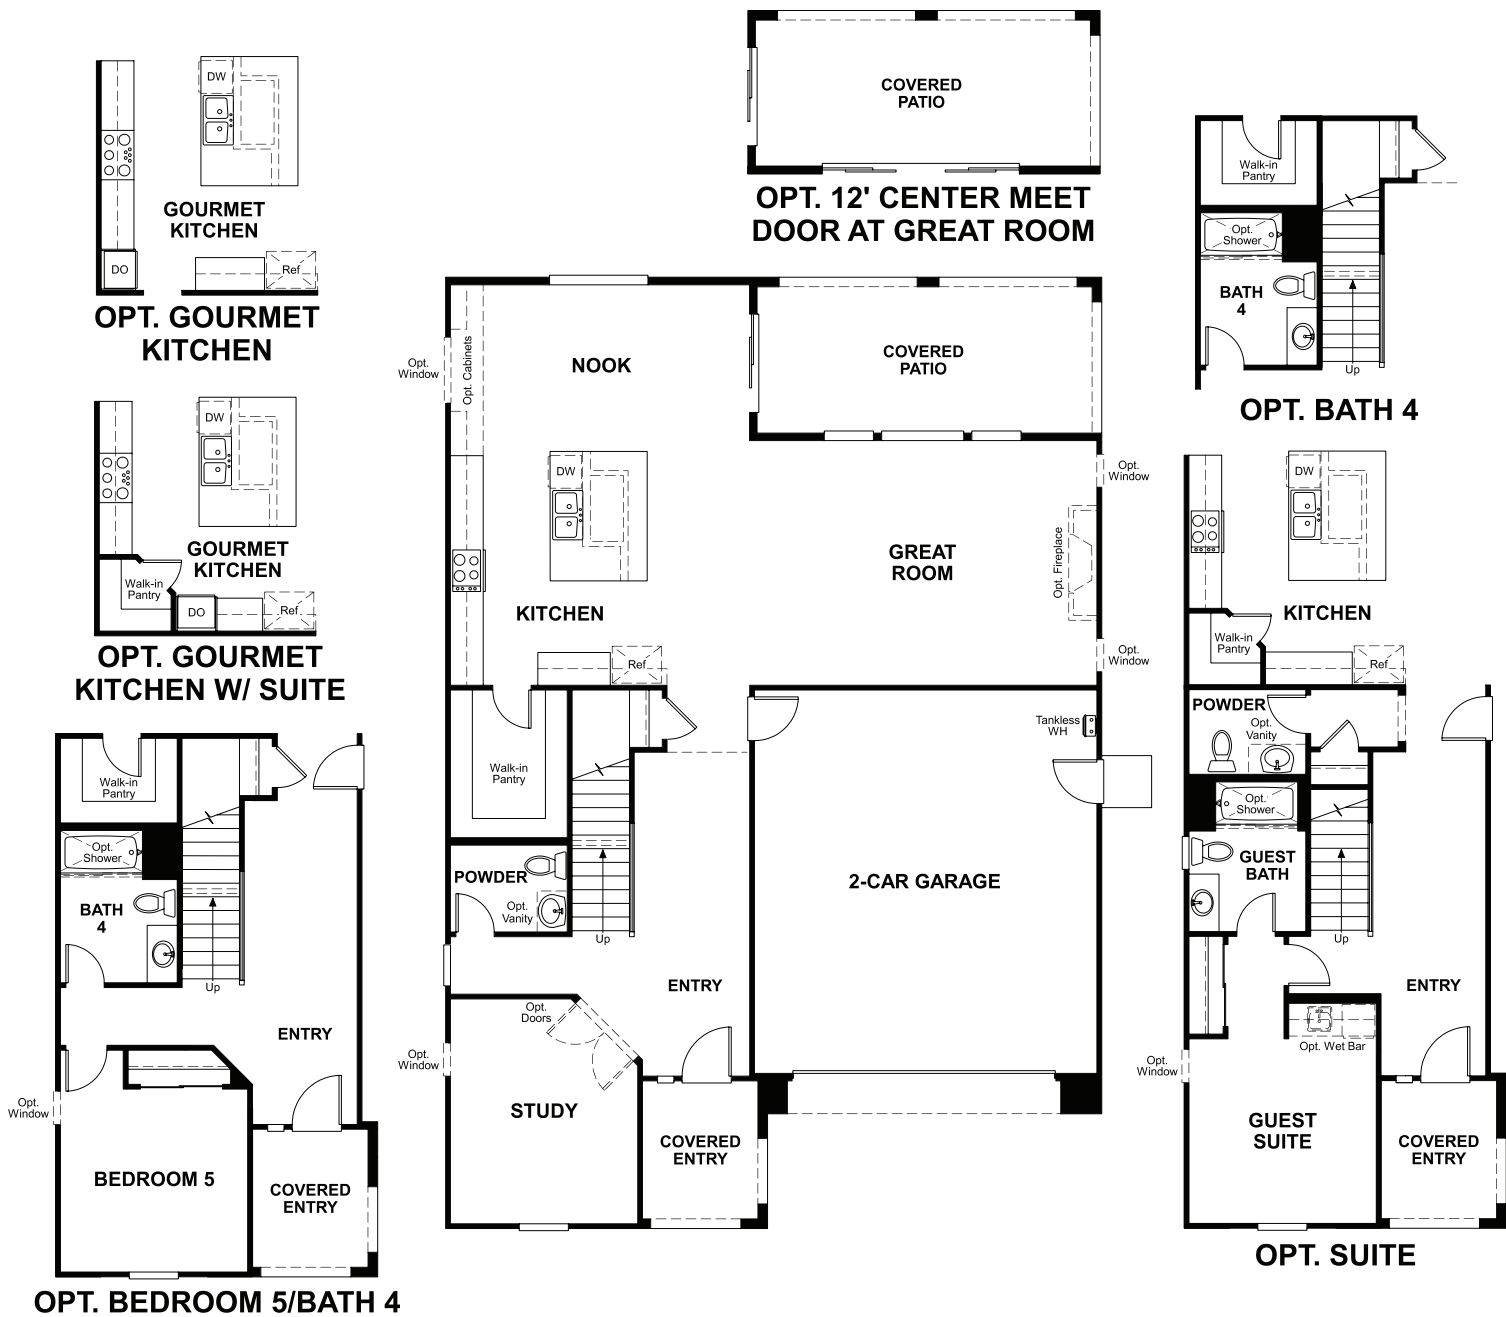 COVERED
PATIO
OPT. 12' CENTER MEET
DOOR AT GREAT ROOM
DW
GOURMET
KITCHEN
DO
Ref
OPT. GOURMET
KITCHEN
DW
GOURMET
KITCHEN
Walk-in
Pantry
DO
Ref
OPT. GOURMET
KITCHEN W/ SUITE
Walk-in
Pantry
Opt.
Shower
BATH
4
Up
ENTRY
Opt.
Window
BEDROOM 5
COVERED
ENTRY
OPT. BEDROOM 5/BATH 4
Opt.
Window
Opt. Cabinets
NOOK
COVERED
PATIO
DW
Opt.
Window
GREAT
ROOM
Opt. Fireplace
KITCHEN
Ref
Opt.
Window
Walk-in
Pantry
Tankless
WH
POWDER
Opt.
Vanity
Up
2-CAR GARAGE
ENTRY
Opt.
Doors
Opt.
Window
STUDY
COVERED
ENTRY
Walk-in
Pantry
Opt.
Shower
BATH
4
Up
OPT. BATH 4
DW
KITCHEN
Walk-in
Pantry
Ref
POWDER
Opt.
Vanity
Opt.
Shower
GUEST
BATH
Up
ENTRY
Opt. Wet Bar
Opt.
Window
GUEST
SUITE
COVERED
ENTRY
OPT. SUITE